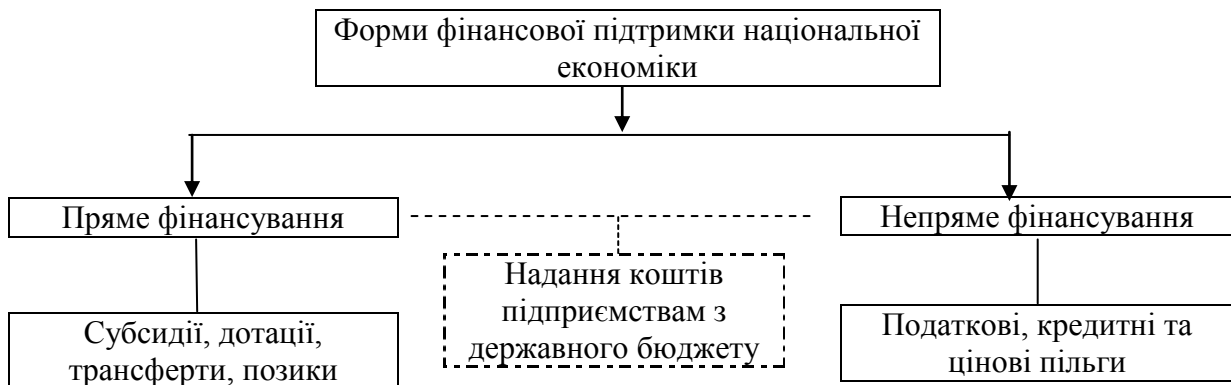 Форми фінансової підтримки національної
економіки
Пряме фінансування
Непряме фінансування
Надання коштів
підприємствам з
державного бюджету
Субсидії, дотації,
трансферти, позики
Податкові, кредитні та
цінові пільги